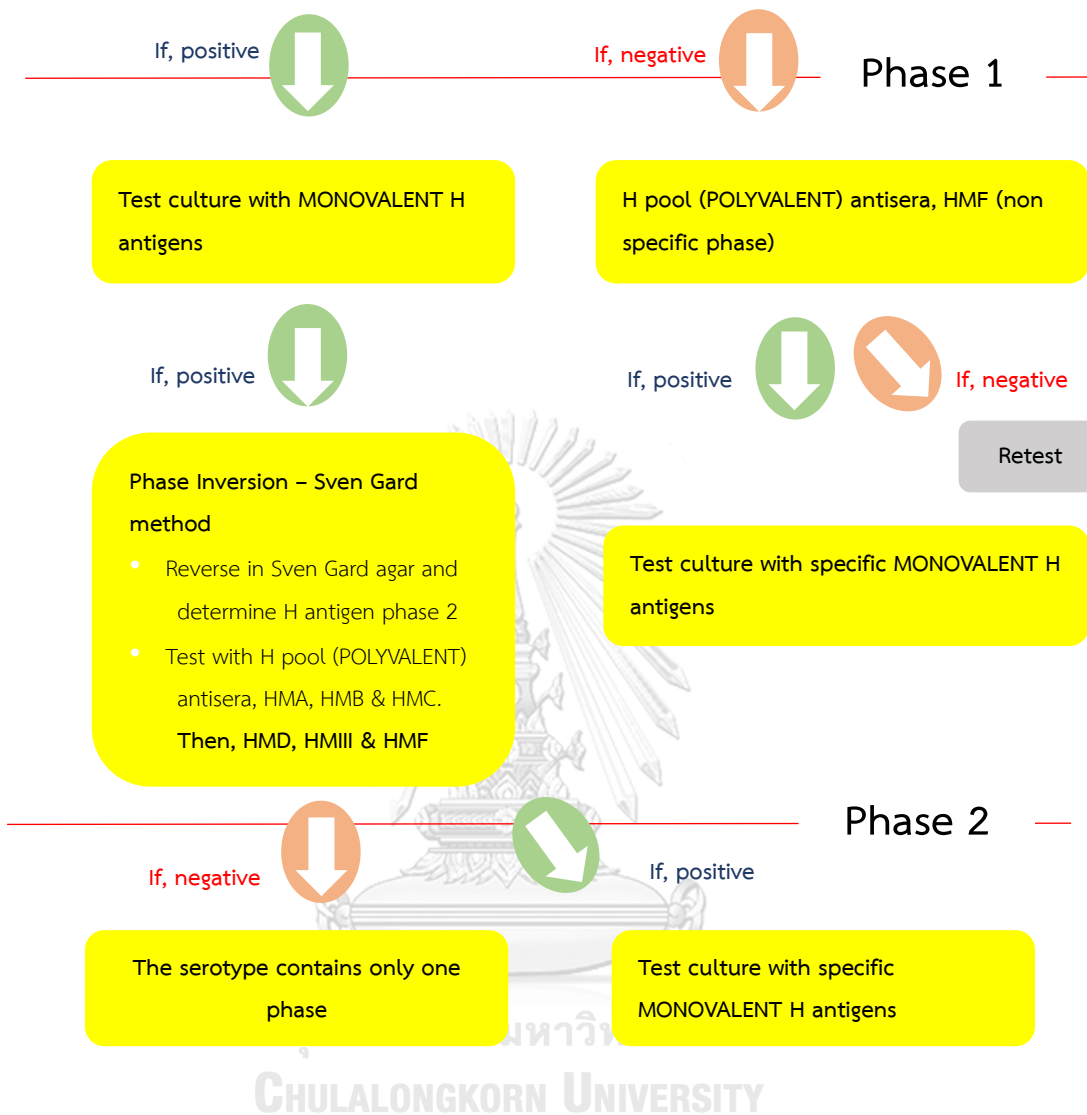 If, positive
If, negative
Phase 1
Test culture with MONOVALENT H
antigens
H pool (POLYVALENT) antisera, HMF (non
specific phase)
If, positive
If, positive
If, negative
Retest
Phase Inversion – Sven Gard
method
• Reverse in Sven Gard agar and
determine H antigen phase 2
• Test with H pool (POLYVALENT)
antisera, HMA, HMB & HMC.
Then, HMD, HMIII & HMF
Test culture with specific MONOVALENT H
antigens
Phase 2
If, negative
If, positive
The serotype contains only one
phase
Test culture with specific
MONOVALENT H antigens
CHULALONGKORN UNIVERSITY